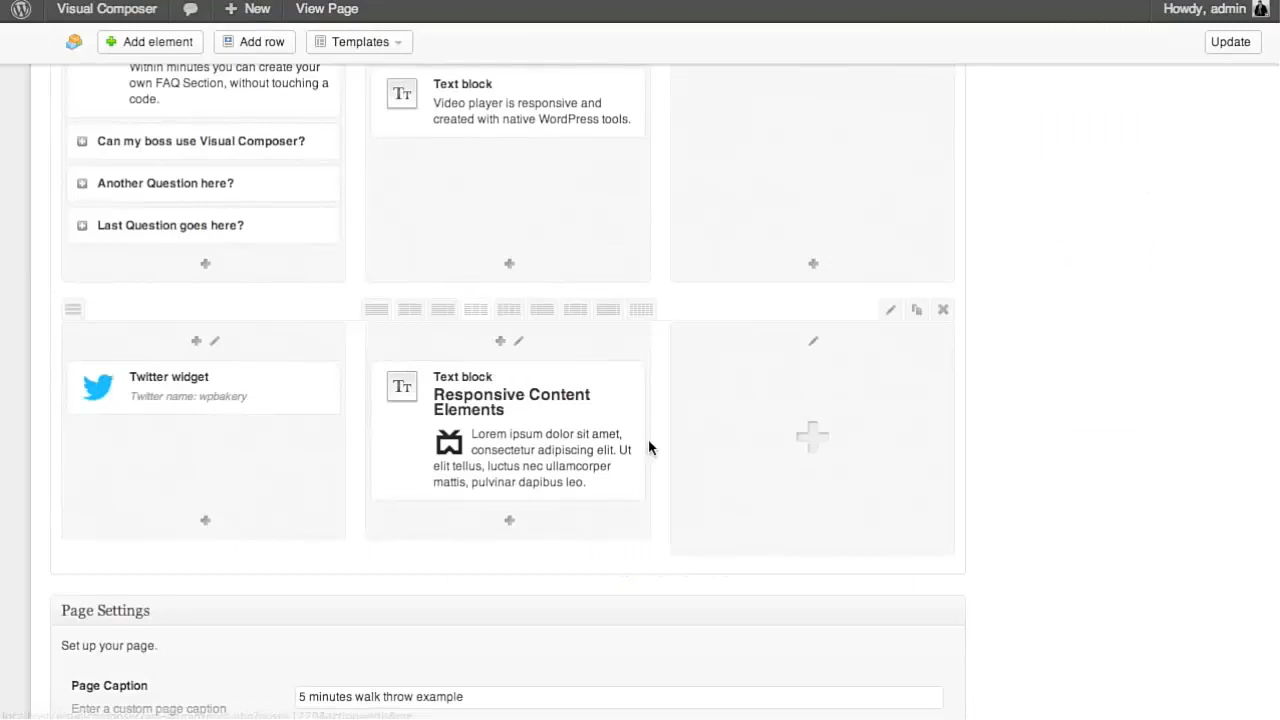 Visual Composer
New
View Page
Howdy, admin
Add element
Add row
Templates
Update
Within minutes you can create your
own FAQ Section, without touching a
code.
Can my boss use Visual Composer?
Another Question here?
Last Question goes here?
Text block
Video player is responsive and
created with native WordPress tools.
Twitter widget
Twitter name: wpbakery
Text block
Responsive Content
Elements
Lorem ipsum dolor sit amet,
consectetur adipiscing elit. Ut
elit tellus, luctus nec ullamcorper
mattis, pulvinar dapibus leo.
Page Settings
Set up your page.
Page Caption
5 minutes walk throw example
Enter a custom page caption